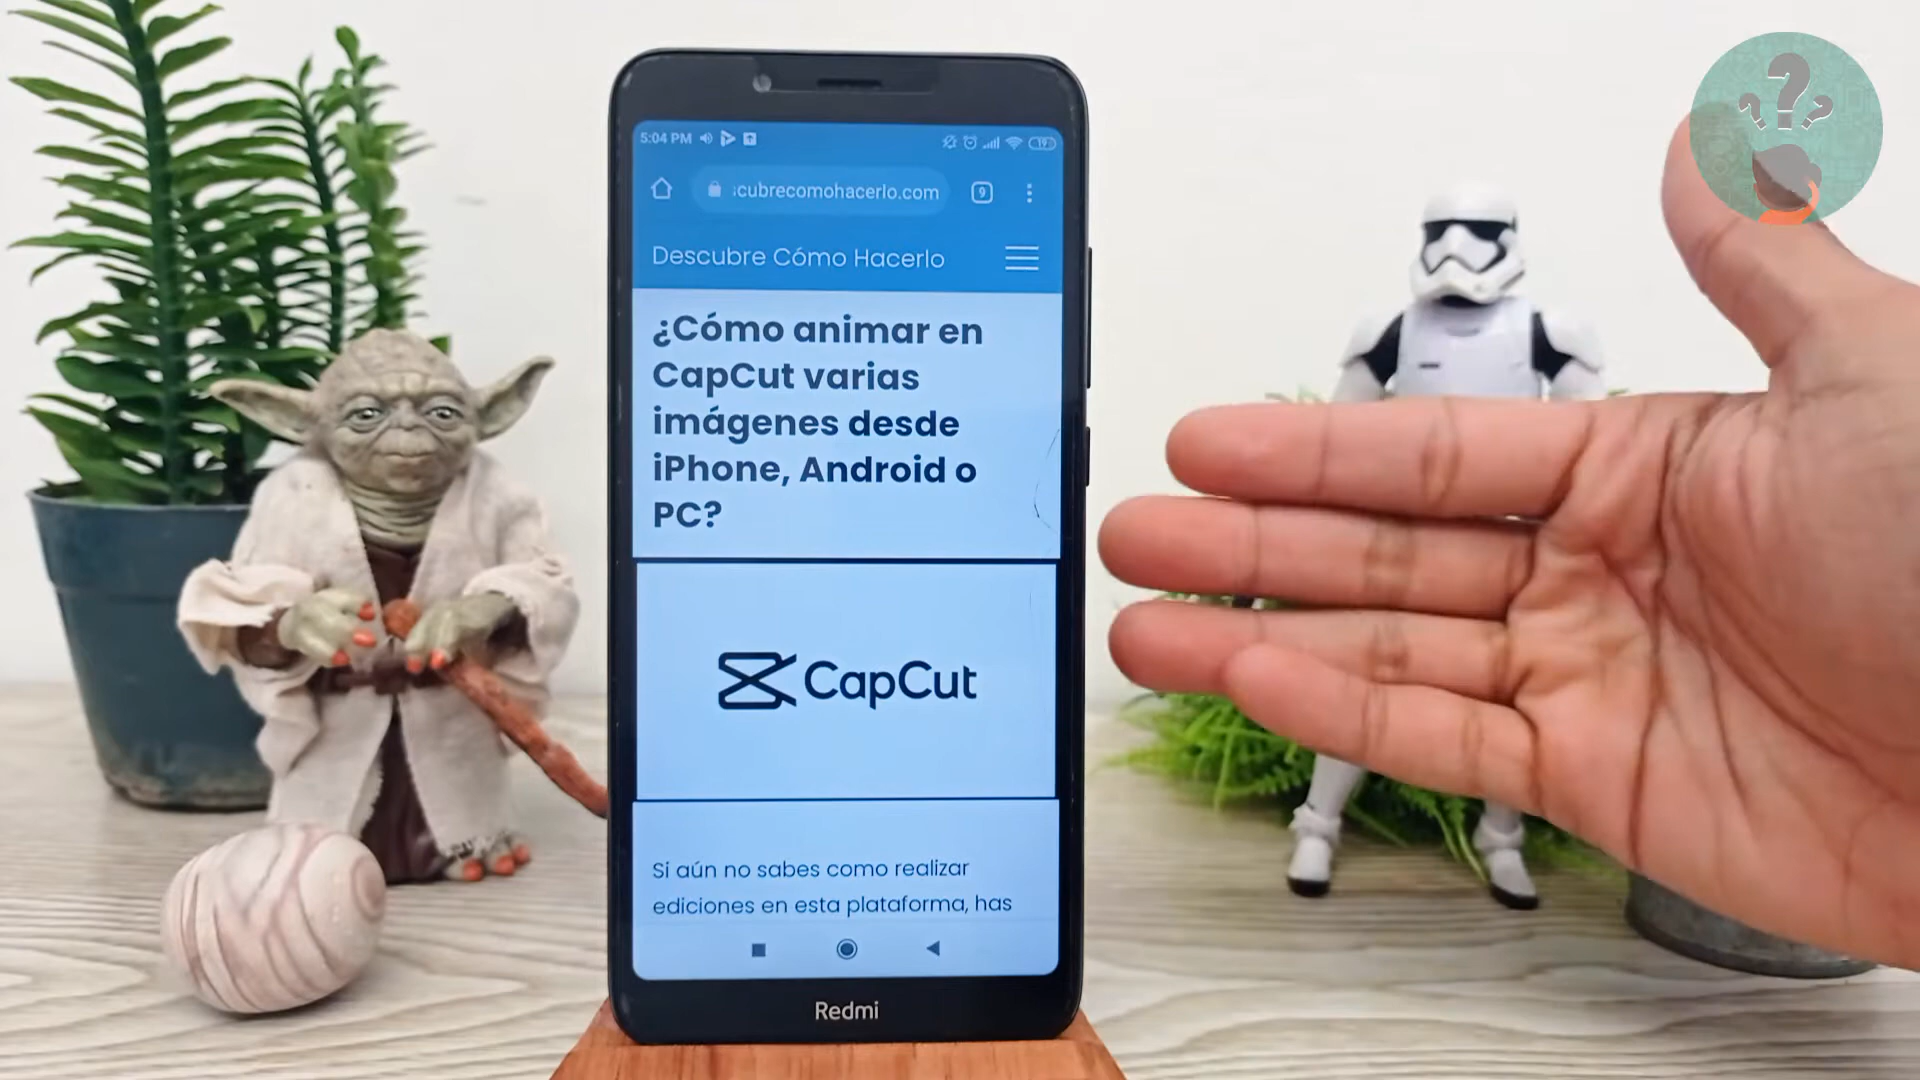 5:04 PM
19
cubrecomohacerlo.com
9
Descubre Cómo Hacerlo
¿Cómo animar en
CapCut varias
imágenes desde
iPhone, Android o
PC?
CapCut
Si aún no sabes como realizar
ediciones en esta plataforma, has
Redmi